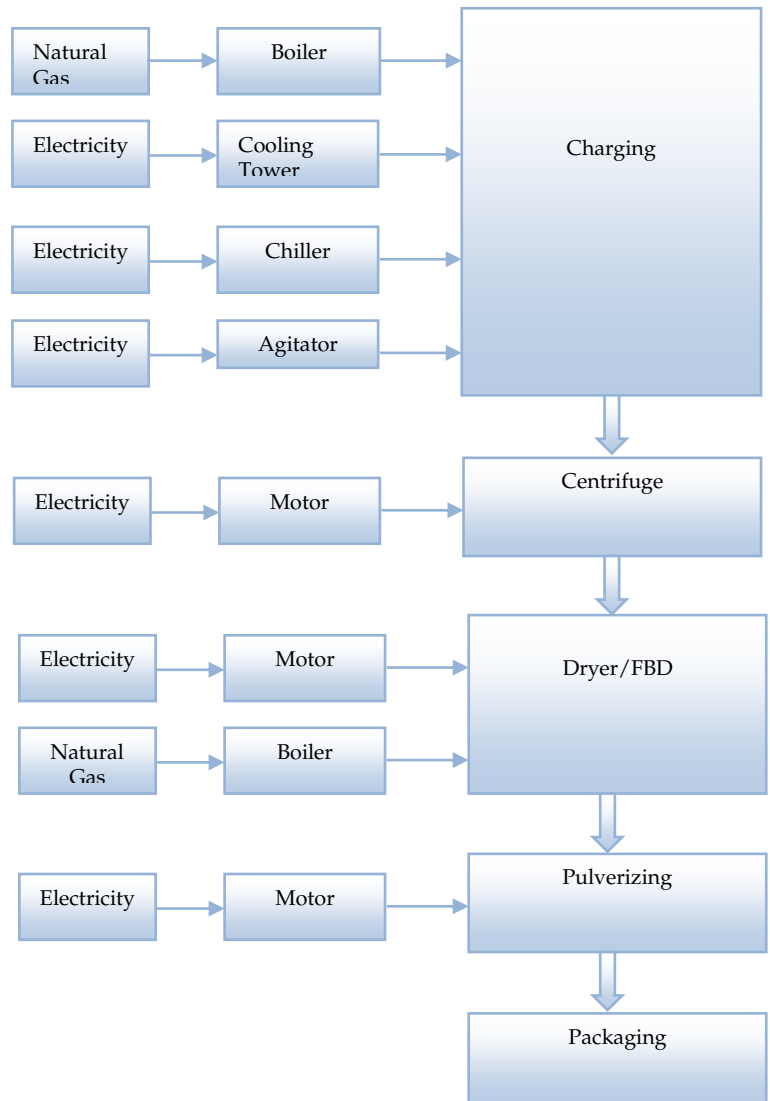 Natural
Gas
Boiler
Charging
Electricity
Cooling
Tower
Electricity
Chiller
Electricity
Agitator
Electricity
Motor
Centrifuge
Electricity
Motor
Dryer/FBD
Natural
Gas
Boiler
Electricity
Motor
Pulverizing
Packaging